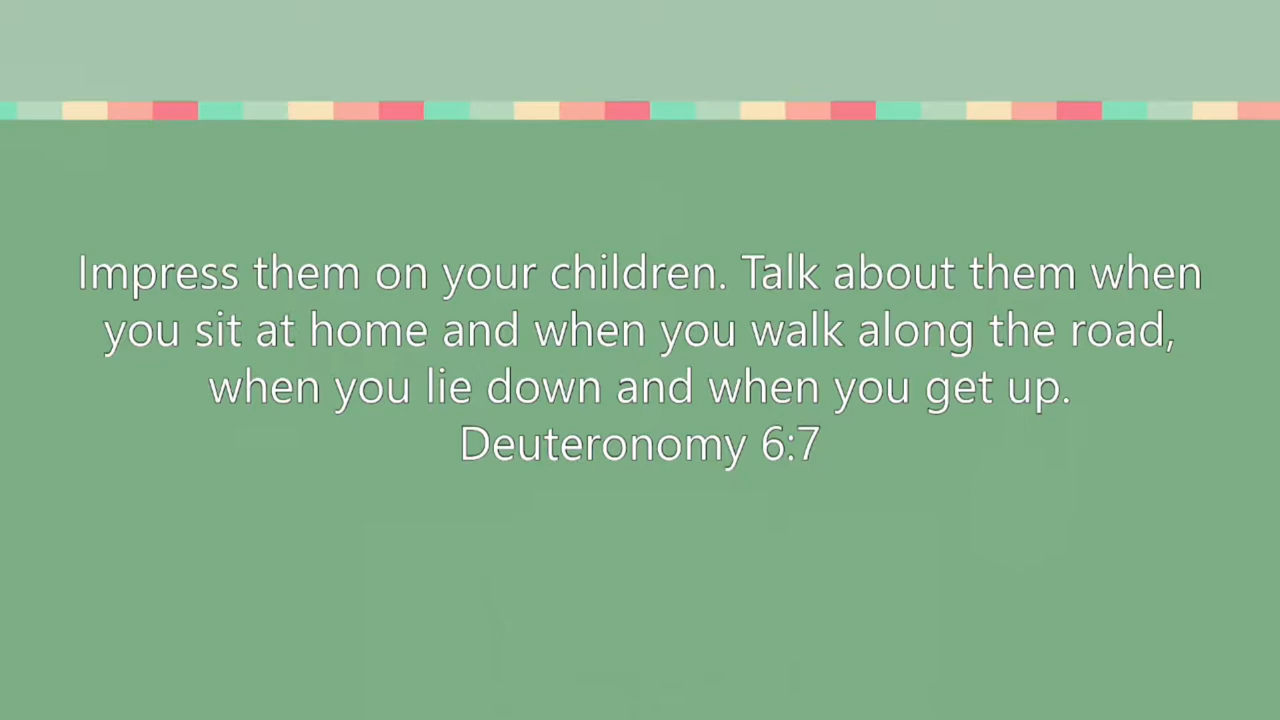 Impress them on your children. Talk about them when
you sit at home and when you walk along the road,
when you lie down and when you get up.
Deuteronomy 6:7